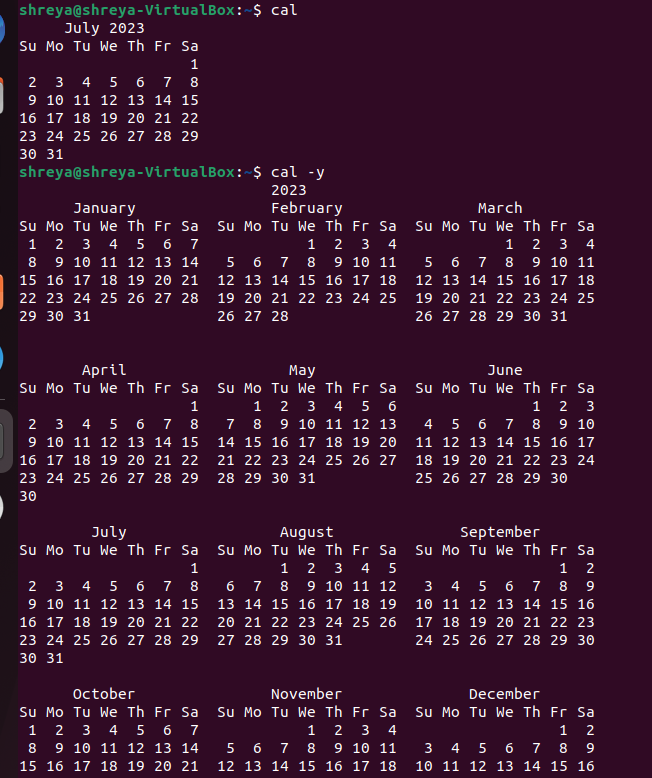 shreya@shreya-VirtualBox:~$ cal
     July 2023
Su Mo Tu We Th Fr Sa
                   1
 2  3  4  5  6  7  8
 9 10 11 12 13 14 15
16 17 18 19 20 21 22
23 24 25 26 27 28 29
30 31
shreya@shreya-VirtualBox:~$ cal -y
                            2023
      January               February               March
Su Mo Tu We Th Fr Sa  Su Mo Tu We Th Fr Sa  Su Mo Tu We Th Fr Sa
 1  2  3  4  5  6  7            1  2  3  4            1  2  3  4
 8  9 10 11 12 13 14   5  6  7  8  9 10 11   5  6  7  8  9 10 11
15 16 17 18 19 20 21  12 13 14 15 16 17 18  12 13 14 15 16 17 18
22 23 24 25 26 27 28  19 20 21 22 23 24 25  19 20 21 22 23 24 25
29 30 31              26 27 28              26 27 28 29 30 31

       April                  May                   June
Su Mo Tu We Th Fr Sa  Su Mo Tu We Th Fr Sa  Su Mo Tu We Th Fr Sa
                   1      1  2  3  4  5  6               1  2  3
 2  3  4  5  6  7  8   7  8  9 10 11 12 13   4  5  6  7  8  9 10
 9 10 11 12 13 14 15  14 15 16 17 18 19 20  11 12 13 14 15 16 17
16 17 18 19 20 21 22  21 22 23 24 25 26 27  18 19 20 21 22 23 24
23 24 25 26 27 28 29  28 29 30 31           25 26 27 28 29 30
30

        July                 August              September
Su Mo Tu We Th Fr Sa  Su Mo Tu We Th Fr Sa  Su Mo Tu We Th Fr Sa
                   1         1  2  3  4  5                  1  2
 2  3  4  5  6  7  8   6  7  8  9 10 11 12   3  4  5  6  7  8  9
 9 10 11 12 13 14 15  13 14 15 16 17 18 19  10 11 12 13 14 15 16
16 17 18 19 20 21 22  20 21 22 23 24 25 26  17 18 19 20 21 22 23
23 24 25 26 27 28 29  27 28 29 30 31        24 25 26 27 28 29 30
30 31

      October               November              December
Su Mo Tu We Th Fr Sa  Su Mo Tu We Th Fr Sa  Su Mo Tu We Th Fr Sa
 1  2  3  4  5  6  7            1  2  3  4                  1  2
 8  9 10 11 12 13 14   5  6  7  8  9 10 11   3  4  5  6  7  8  9
15 16 17 18 19 20 21  12 13 14 15 16 17 18  10 11 12 13 14 15 16